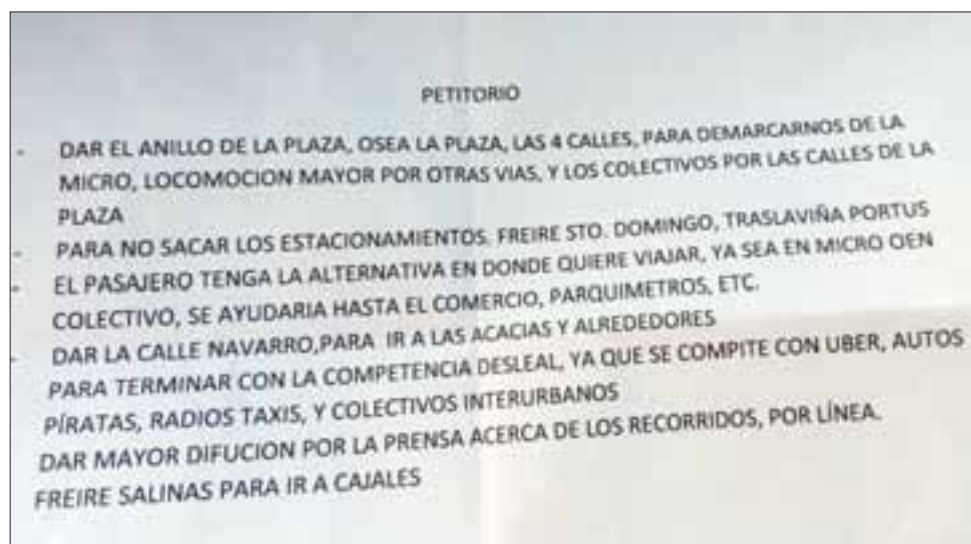 PETITORIO
- DAR EL ANILLO DE LA PLAZA, OSEA LA PLAZA, LAS 4 CALLES, PARA DEMARCARNOS DE LA
MICRO, LOCOMOCION MAYOR POR OTRAS VIAS, Y LOS COLECTIVOS POR LAS CALLES DE LA
PLAZA
- PARA NO SACAR LOS ESTACIONAMIENTOS. FREIRE STO. DOMINGO, TRASLAVIÑA PORTUS
- EL PASAJERO TENGA LA ALTERNATIVA EN DONDE QUIERE VIAJAR, YA SEA EN MICRO OEN
COLECTIVO, SE AYUDARIA HASTA EL COMERCIO, PARQUIMETROS, ETC.
- DAR LA CALLE NAVARRO,PARA IR A LAS ACACIAS Y ALREDEDORES
PARA TERMINAR CON LA COMPETENCIA DESLEAL, YA QUE SE COMPITE CON UBER, AUTOS
PÍRATAS, RADIOS TAXIS, Y COLECTIVOS INTERURBANOS
DAR MAYOR DIFUCION POR LA PRENSA ACERCA DE LOS RECORRIDOS, POR LÍNEA.
FREIRE SALINAS PARA IR A CAJALES